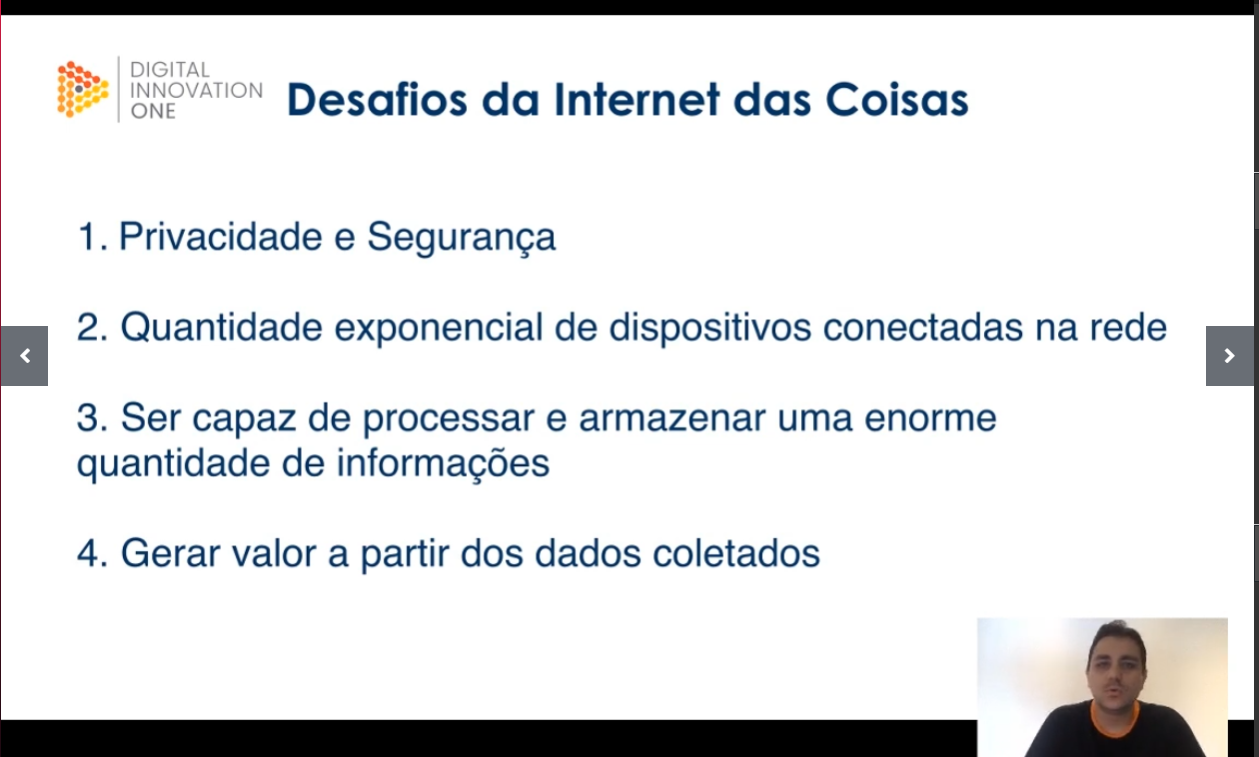 DIGITAL
INNOVATION
ONE
Desafios da Internet das Coisas
1. Privacidade e Segurança
2. Quantidade exponencial de dispositivos conectadas na rede
3. Ser capaz de processar e armazenar uma enorme
quantidade de informações
4. Gerar valor a partir dos dados coletados